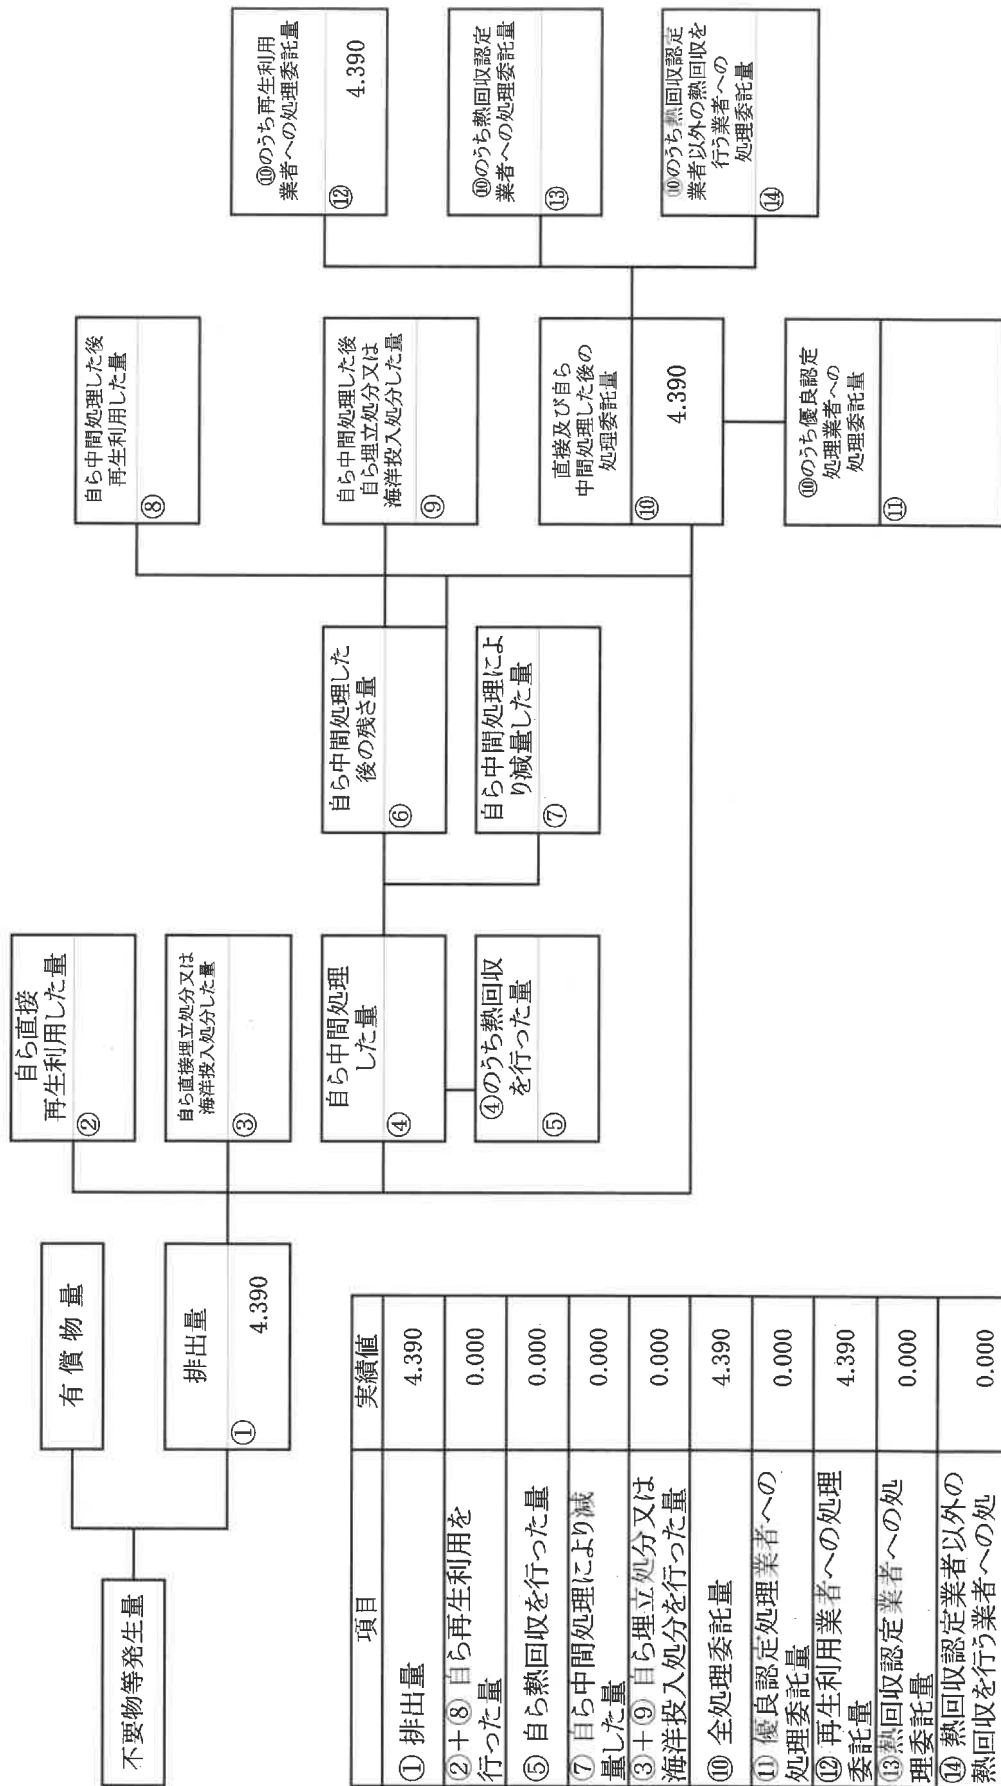 不要物等発生量
有償物量
排出量
① 4.390
自ら直接
再生利用した量
②
自ら直接埋立処分又は
海洋投入処分した量
③
自ら中間処理
した量
④
④のうち熱回収
を行った量
⑤
自ら中間処理した
後の残さ量
⑥
自ら中間処理によ
り減量した量
⑦
自ら中間処理した後
再生利用した量
⑧
自ら中間処理した後
自ら埋立処分又は
海洋投入処分した量
⑨
直接及び自ら
中間処理した後の
処理委託量
⑩ 4.390
⑩のうち優良認定
処理業者への
処理委託量
⑪
⑩のうち再生利用
業者への処理委託量
⑫ 4.390
⑩のうち熱回収認定
業者への処理委託量
⑬
⑩のうち熱回収認定
業者以外の熱回収を
行う業者への
処理委託量
⑭
項目 実績値
① 排出量 4.390
②+⑧ 自ら再生利用を
行った量 0.000
⑤ 自ら熱回収を行った量 0.000
⑦ 自ら中間処理により減
量した量 0.000
③+⑨ 自ら埋立処分又は
海洋投入処分を行った量 0.000
⑩ 全処理委託量 4.390
⑪ 優良認定処理業者への
処理委託量 0.000
⑫ 再生利用業者への処理
委託量 4.390
⑬ 熱回収認定業者への処
理委託量 0.000
⑭ 熱回収認定業者以外の
熱回収を行う業者への処 0.000